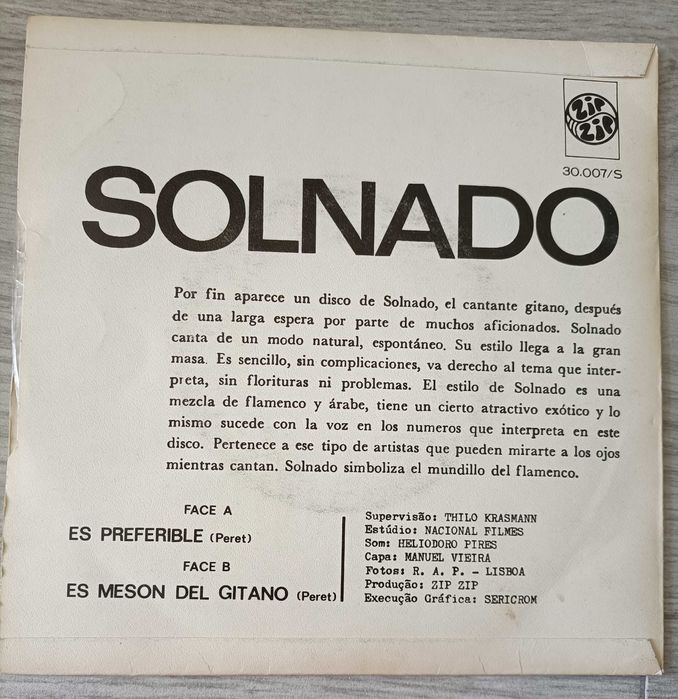 ZIP
ZIP
30.007/S
SOLNADO
Por fin aparece un disco de Solnado, el cantante gitano, después
de una larga espera por parte de muchos aficionados. Solnado
canta de un modo natural, espontáneo. Su estilo llega a la gran
masa. Es sencillo, sin complicaciones, va derecho al tema que inter-
preta, sin florituras ni problemas. El estilo de Solnado es una
mezcla de flamenco y árabe, tiene un cierto atractivo exótico y lo
mismo sucede con la voz en los numeros que interpreta en este
disco. Pertenece a ese tipo de artistas que pueden mirarte a los ojos
mientras cantan. Solnado simboliza el mundillo del flamenco.
FACE A
ES PREFERIBLE (Peret)
FACE B
ES MESON DEL GITANO (Peret)
Supervisão: THILO KRASMANN
Estúdio: NACIONAL FILMES
Som: HELIODORO PIRES
Capa: MANUEL VIEIRA
Fotos: R. A. P. - LISBOA
Produção: ZIP ZIP
Execução Gráfica: SERICROM